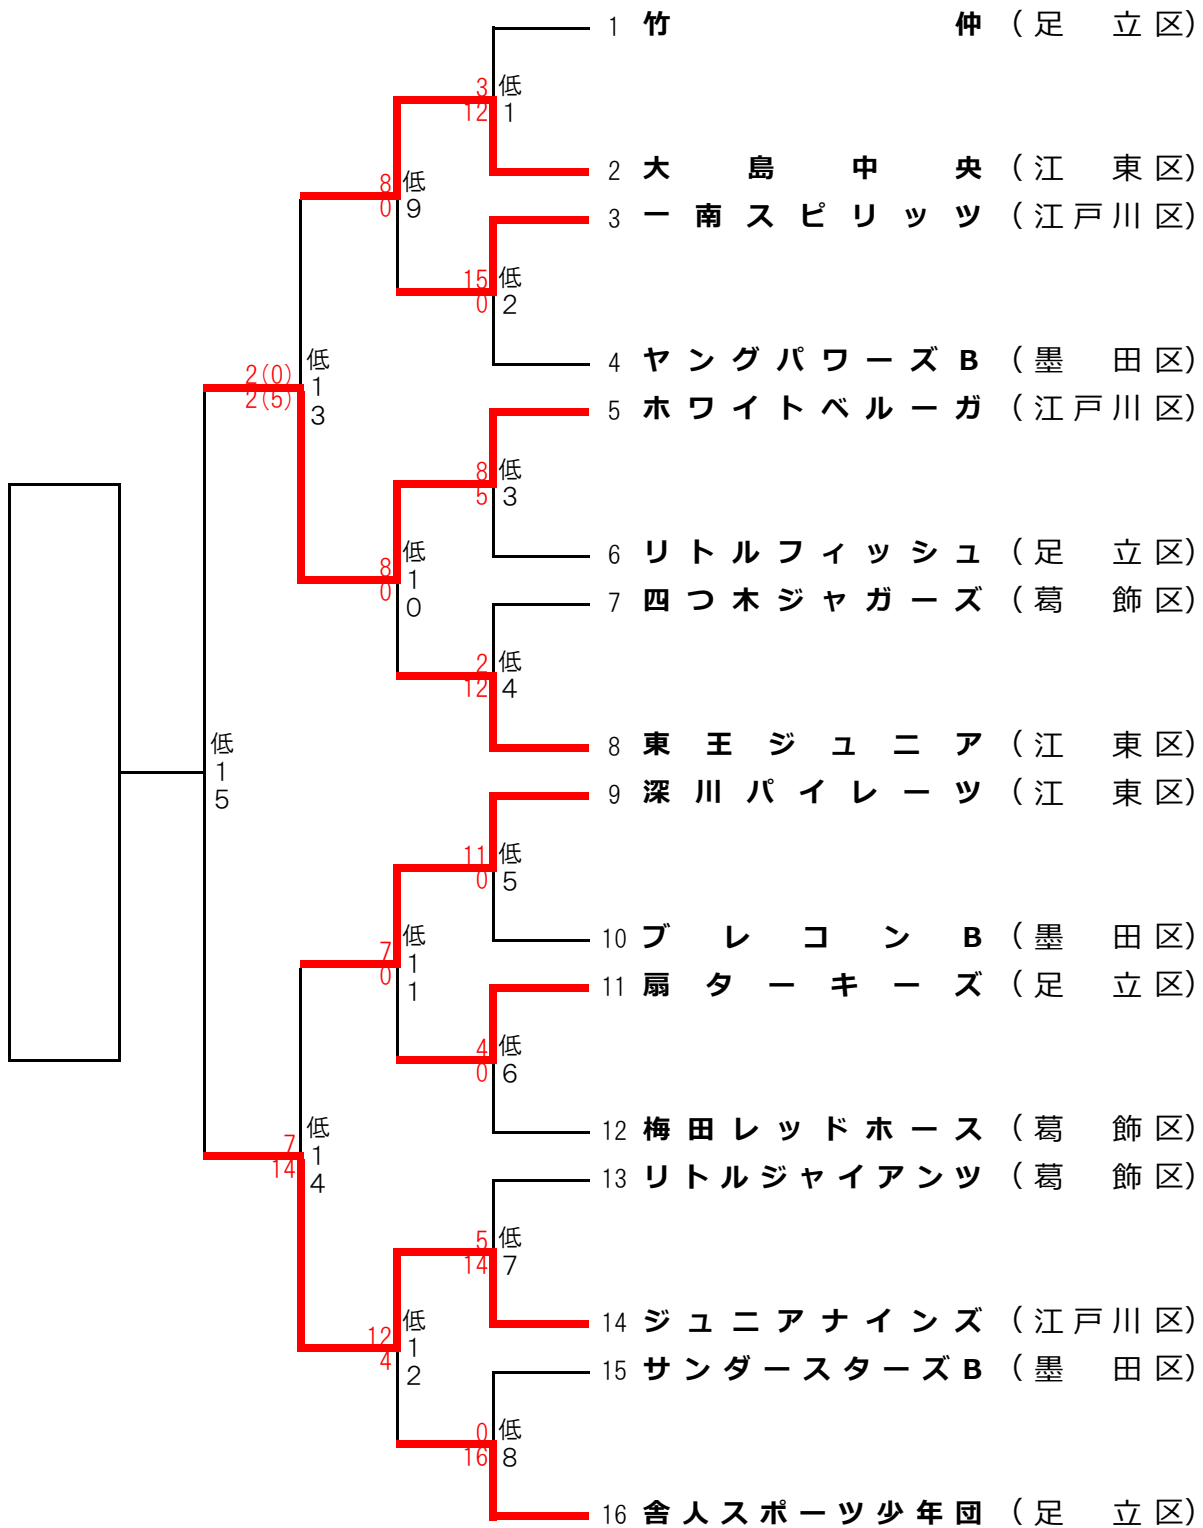 1 竹仲 (足立区)
3 低
12 1
2 大島中央 (江東区)
8 低
0 9
3 一南スピリッツ (江戸川区)
15 低
0 2
4 ヤングパワーズB (墨田区)
2(0) 低
2(5) 1
3
5 ホワイトベルーガ (江戸川区)
8 低
5 3
6 リトルフィッシュ (足立区)
8 低
0 1
0
7 四つ木ジャガーズ (葛飾区)
2 低
12 4
8 東王ジュニア (江東区)
低
1
5
9 深川パイレーツ (江東区)
11 低
0 5
10 ブレコンB (墨田区)
7 低
0 1
1
11 扇ターキーズ (足立区)
4 低
0 6
12 梅田レッドホース (葛飾区)
7 低
14 1
4
13 リトルジャイアンツ (葛飾区)
5 低
14 7
14 ジュニアナインズ (江戸川区)
12 低
4 1
2
15 サンダースターズB (墨田区)
0 低
16 8
16 舎人スポーツ少年団 (足立区)